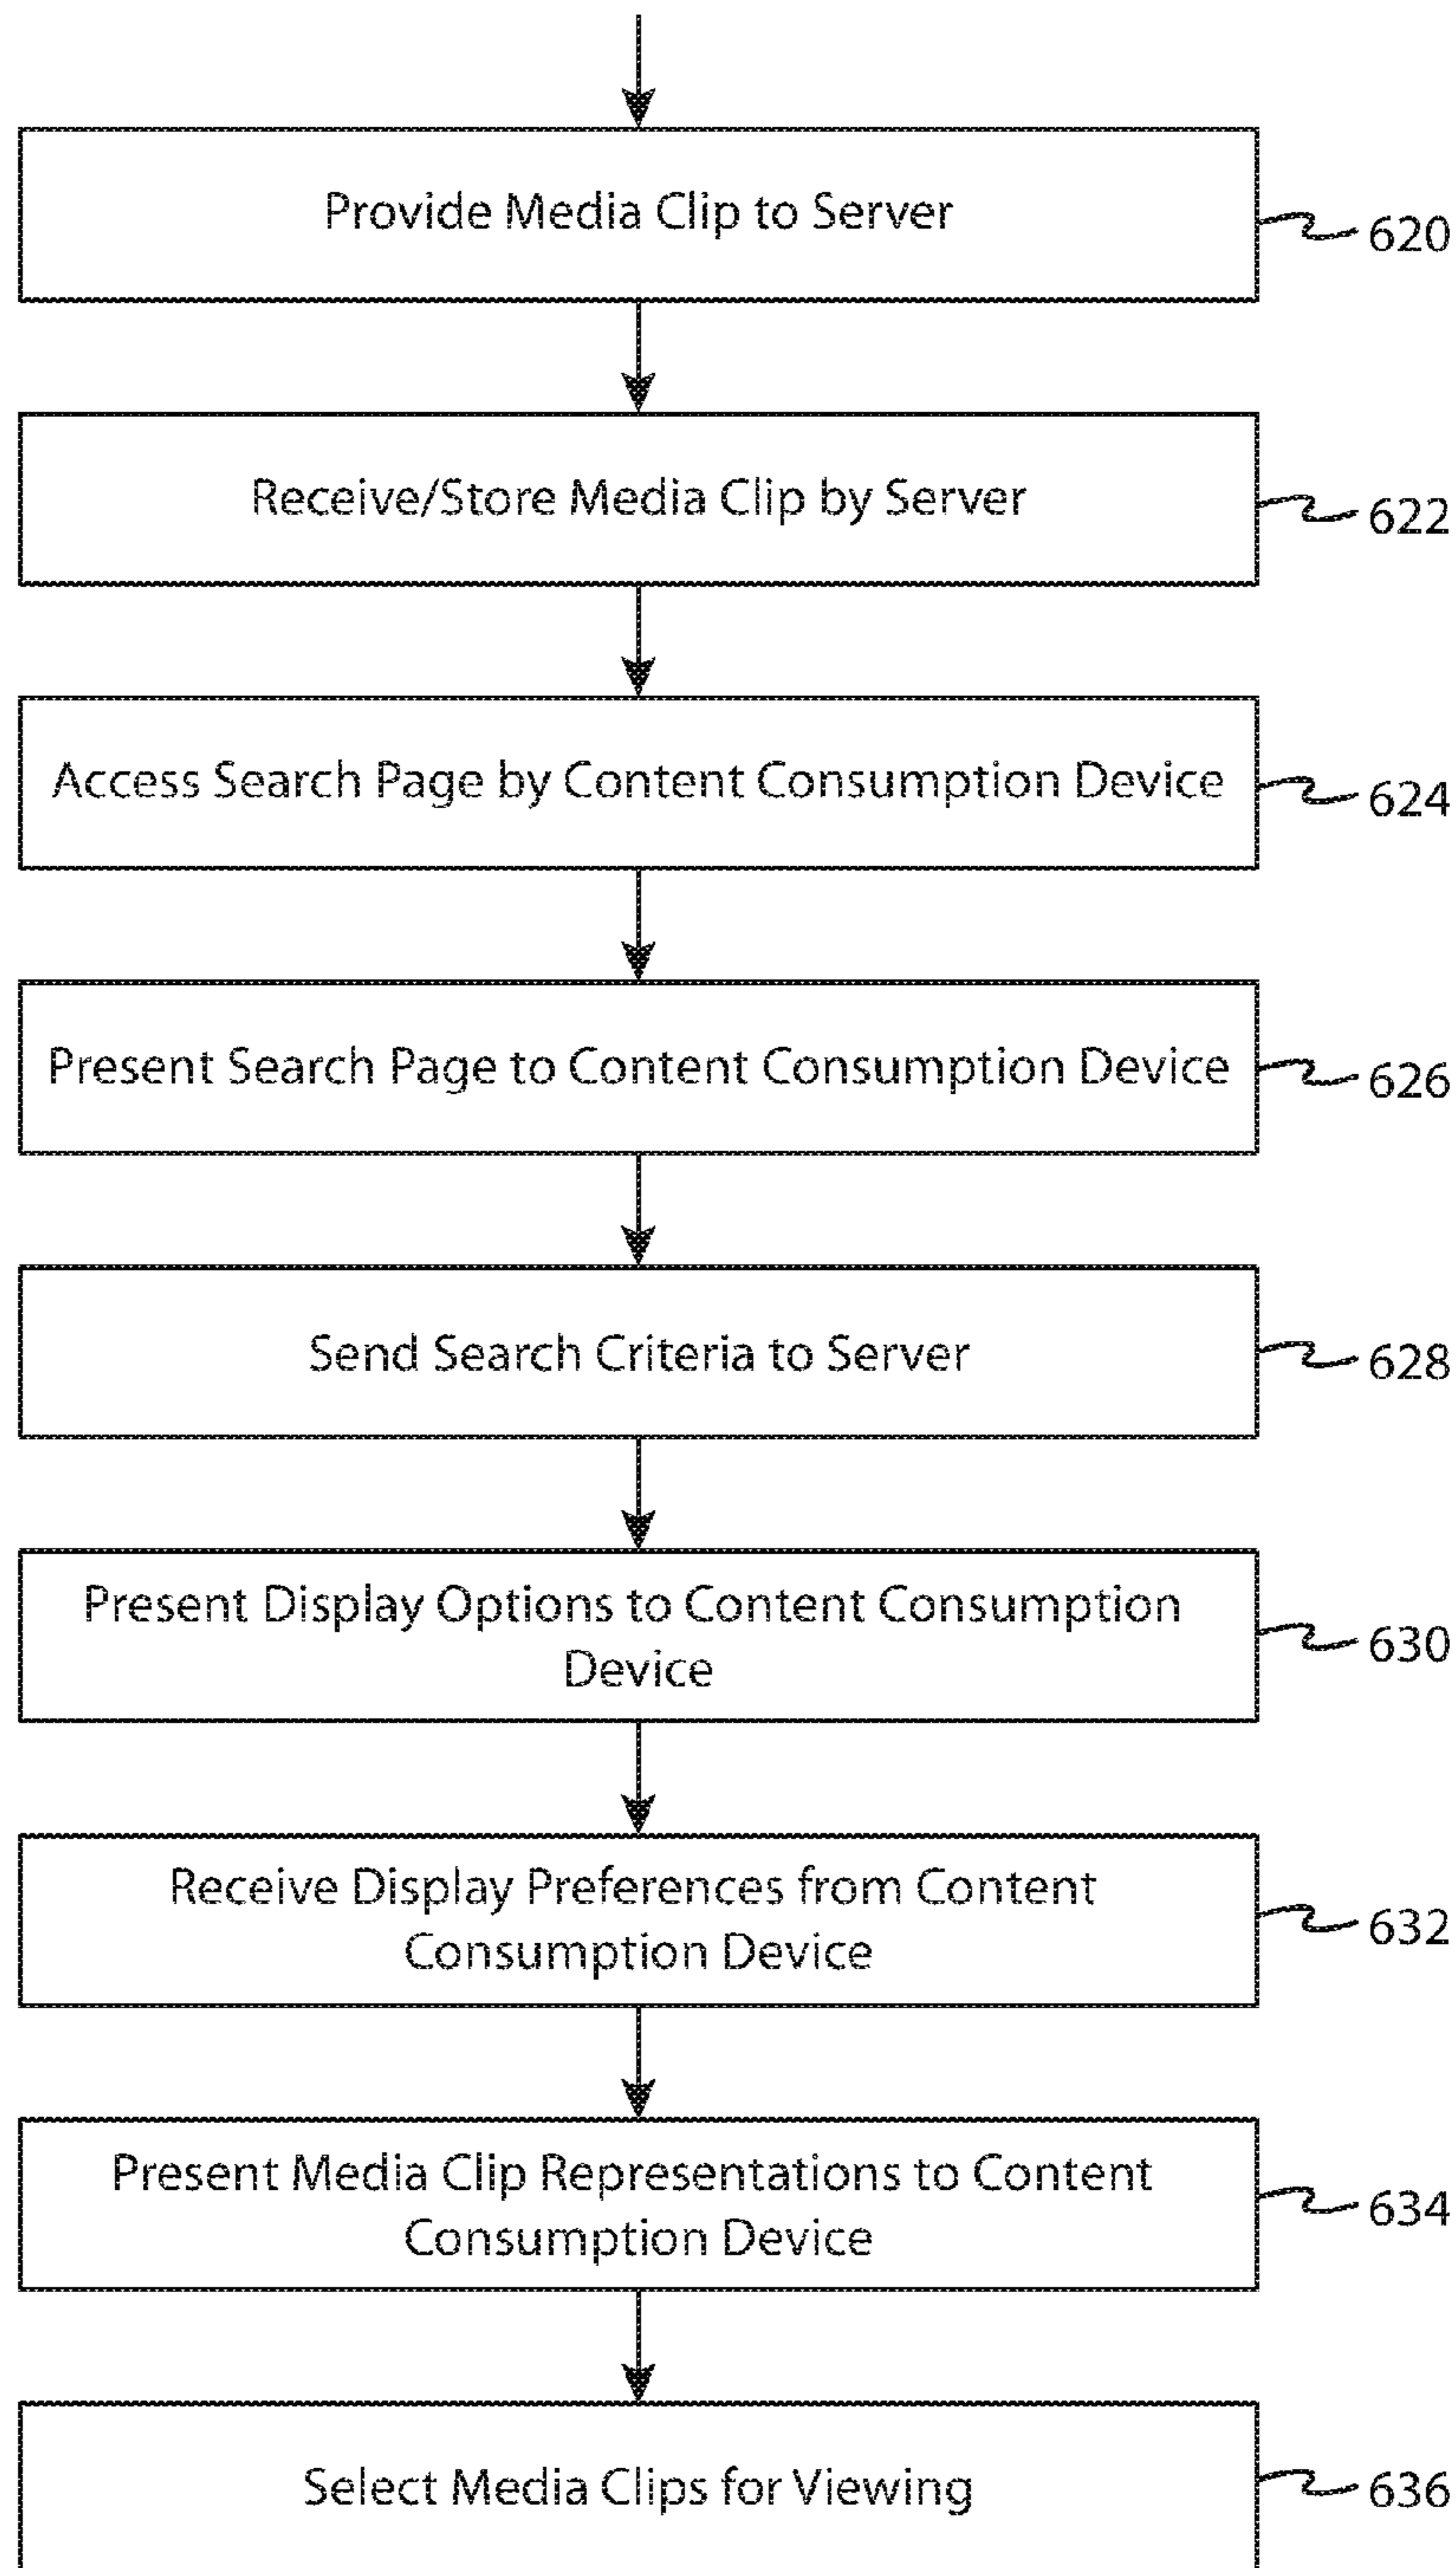 Provide Media Clip to Server
620
Receive/Store Media Clip by Server
622
Access Search Page by Content Consumption Device
624
Present Search Page to Content Consumption Device
626
Send Search Criteria to Server
628
Present Display Options to Content Consumption
Device
630
Receive Display Preferences from Content
Consumption Device
632
Present Media Clip Representations to Content
Consumption Device
634
Select Media Clips for Viewing
636